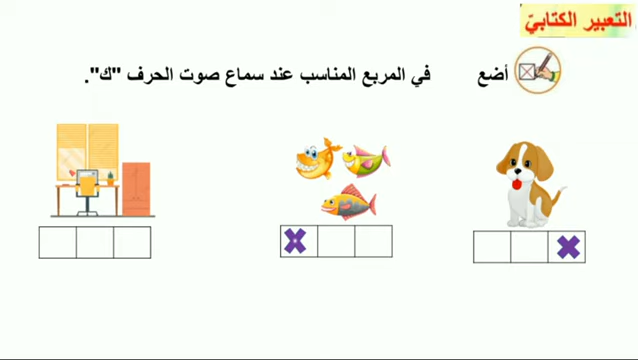 التعبير الكتابيّ
أضع في المربع المناسب عند سماع صوت الحرف "ك".